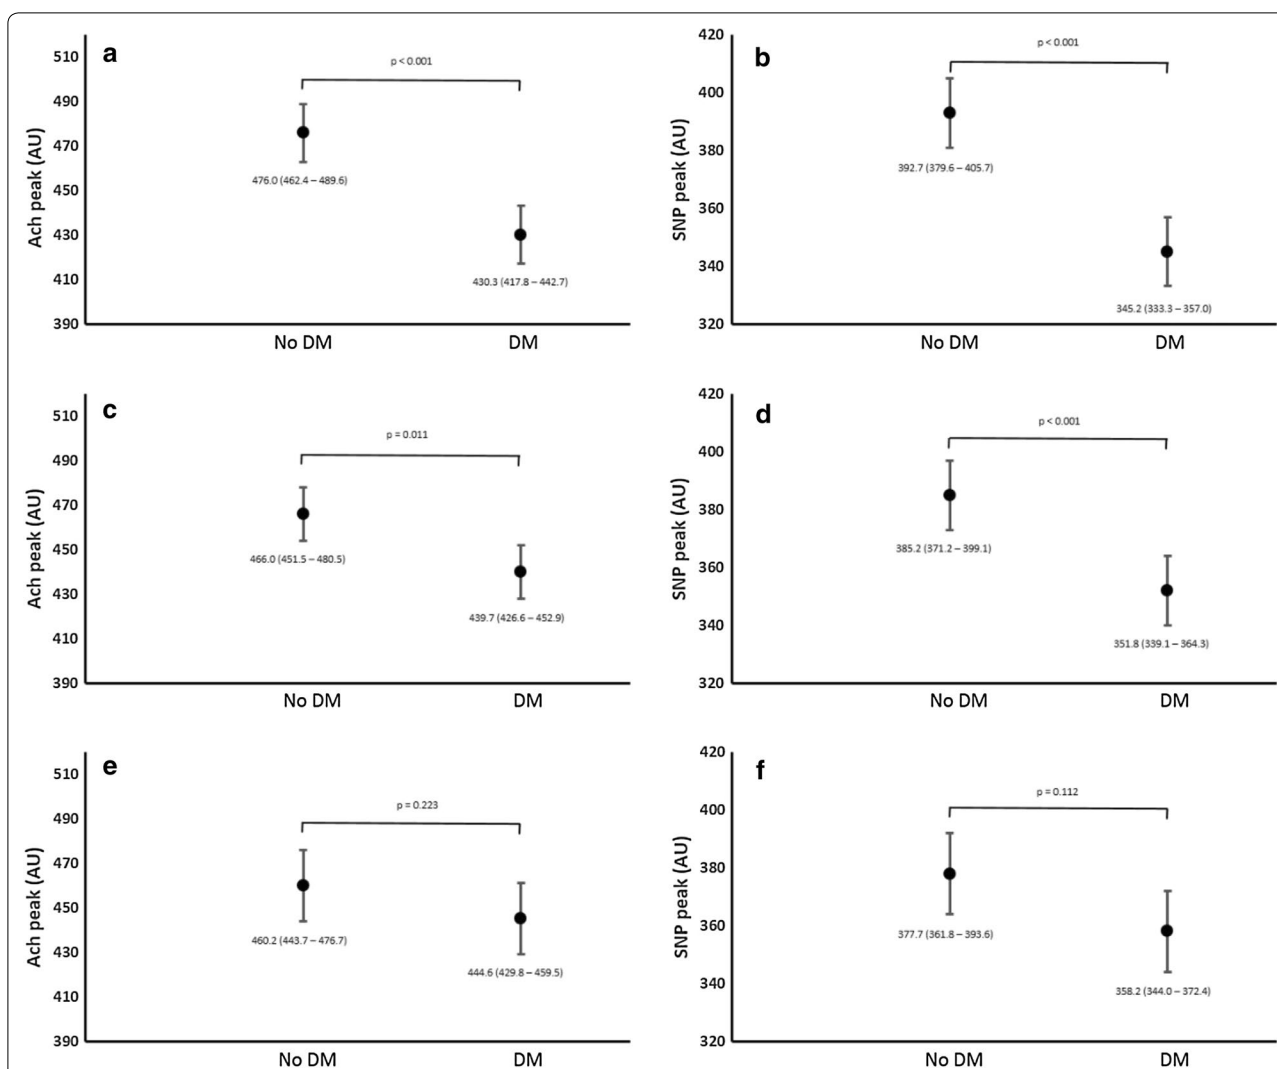 a
510
490
470
450
430
410
390
Ach peak (AU)
p < 0.001
476.0 (462.4 – 489.6)
430.3 (417.8 – 442.7)
No DM
DM
b
420
400
380
360
340
320
SNP peak (AU)
p < 0.001
392.7 (379.6 – 405.7)
345.2 (333.3 – 357.0)
No DM
DM
c
510
490
470
450
430
410
390
Ach peak (AU)
p = 0.011
466.0 (451.5 – 480.5)
439.7 (426.6 – 452.9)
No DM
DM
d
420
400
380
360
340
320
SNP peak (AU)
p < 0.001
385.2 (371.2 – 399.1)
351.8 (339.1 – 364.3)
No DM
DM
e
510
490
470
450
430
410
390
Ach peak (AU)
p = 0.223
460.2 (443.7 – 476.7)
444.6 (429.8 – 459.5)
No DM
DM
f
420
400
380
360
340
320
SNP peak (AU)
p = 0.112
377.7 (361.8 – 393.6)
358.2 (344.0 – 372.4)
No DM
DM